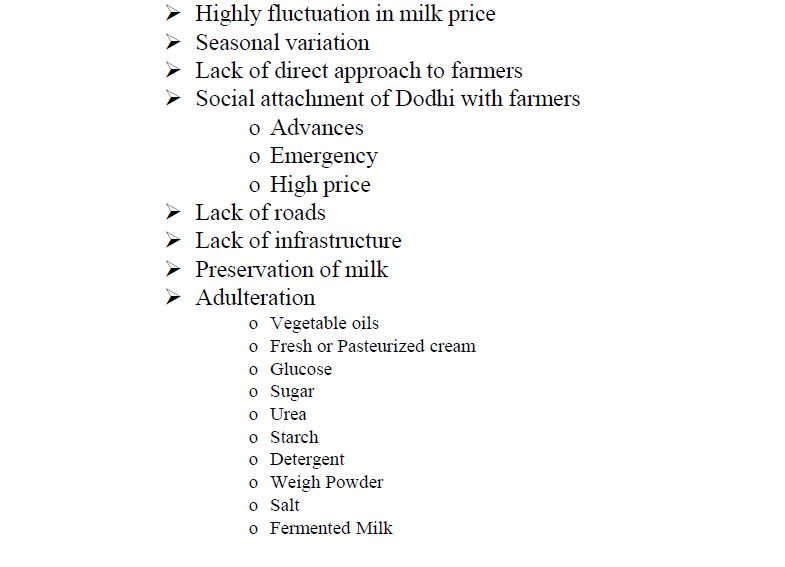 ➢ Highly fluctuation in milk price
➢ Seasonal variation
➢ Lack of direct approach to farmers
➢ Social attachment of Dodhi with farmers
o Advances
o Emergency
o High price
➢ Lack of roads
➢ Lack of infrastructure
➢ Preservation of milk
➢ Adulteration
o Vegetable oils
o Fresh or Pasteurized cream
o Glucose
o Sugar
o Urea
o Starch
o Detergent
o Weigh Powder
o Salt
o Fermented Milk